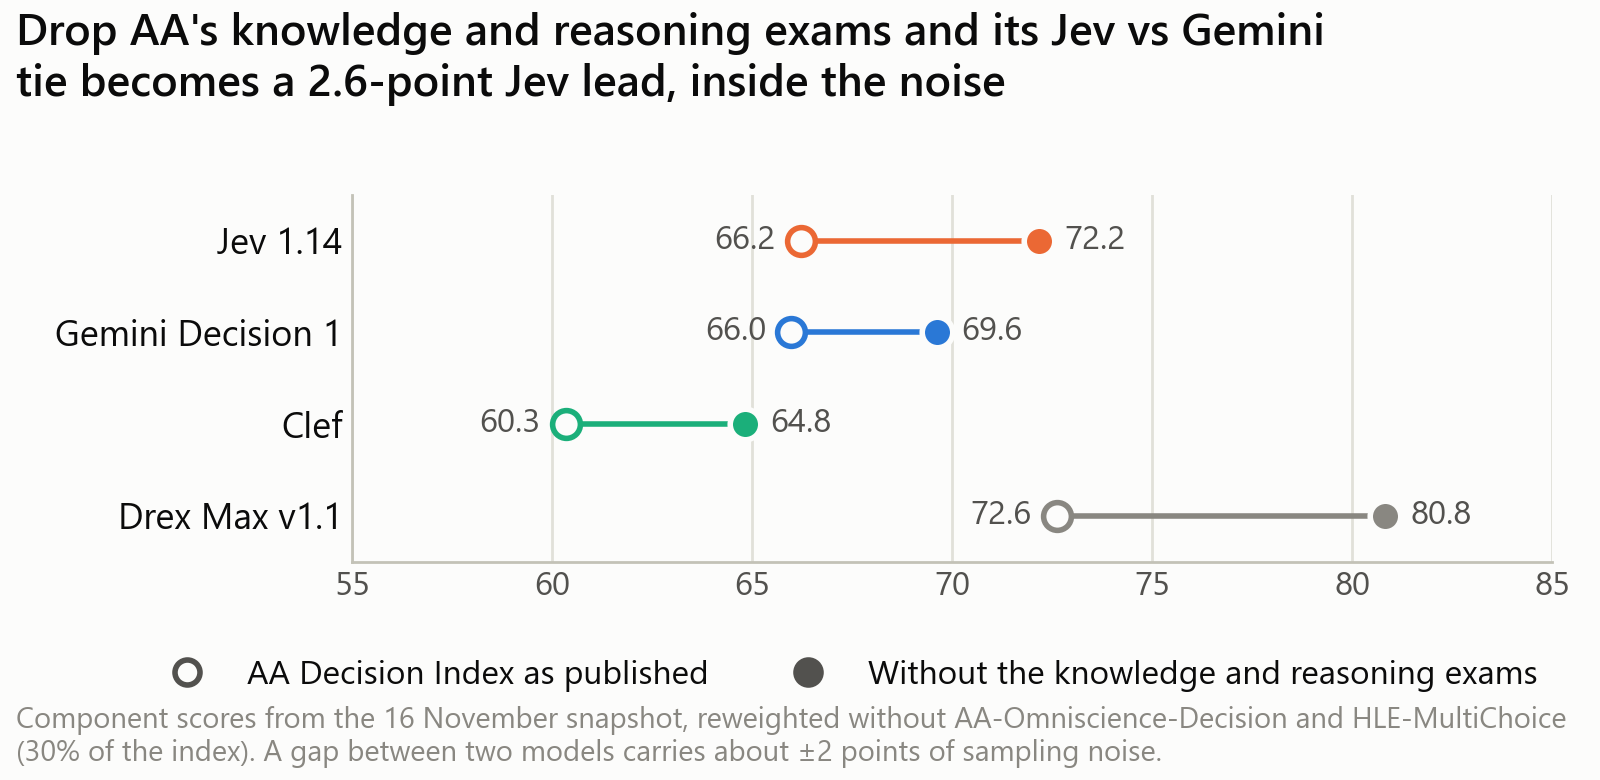 Drop AA's knowledge and reasoning exams and its Jev vs Gemini
tie becomes a 2.6-point Jev lead, inside the noise
Jev 1.14
66.2
72.2
Gemini Decision 1
66.0
69.6
Clef
60.3
64.8
Drex Max v1.1
72.6
80.8
55 60 65 70 75 80 85
AA Decision Index as published
Without the knowledge and reasoning exams
Component scores from the 16 November snapshot, reweighted without AA-Omniscience-Decision and HLE-MultiChoice
(30% of the index). A gap between two models carries about ±2 points of sampling noise.